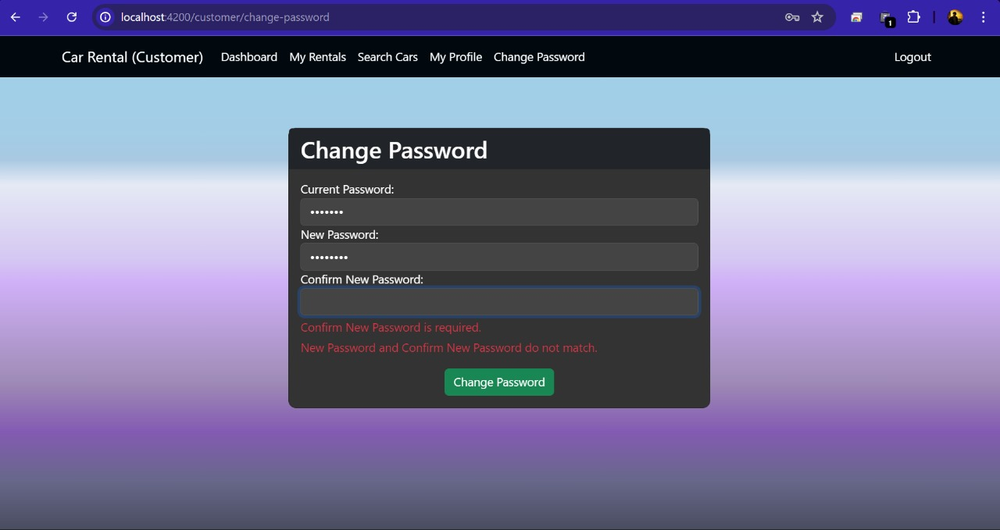 localhost:4200/customer/change-password
1
Car Rental (Customer) Dashboard My Rentals Search Cars My Profile Change Password Logout
Change Password
Current Password:
•••••••
New Password:
••••••••
Confirm New Password:
Confirm New Password is required.
New Password and Confirm New Password do not match.
Change Password